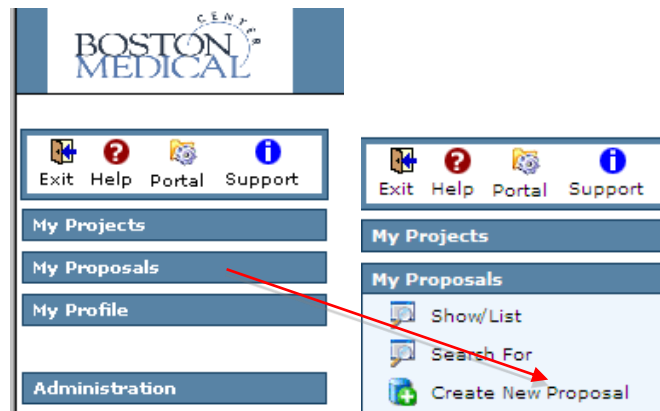 CENTER
BOSTON
MEDICAL
Exit Help Portal Support
My Projects
My Proposals
My Profile
Administration
Exit Help Portal Support
My Projects
My Proposals
Show/List
Search For
Create New Proposal